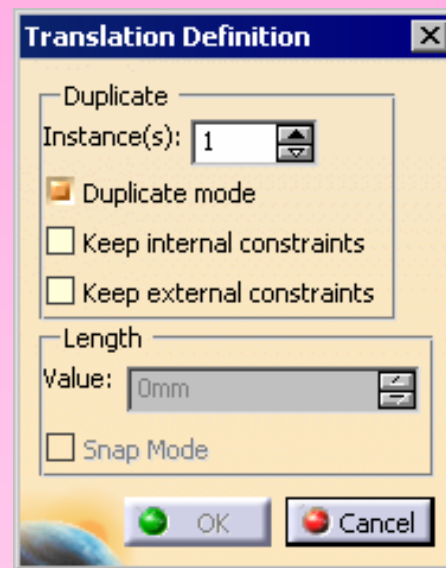 Translation Definition
Duplicate
Instance(s): 1
Duplicate mode
Keep internal constraints
Keep external constraints
Length
Value: 0mm
Snap Mode
OK Cancel